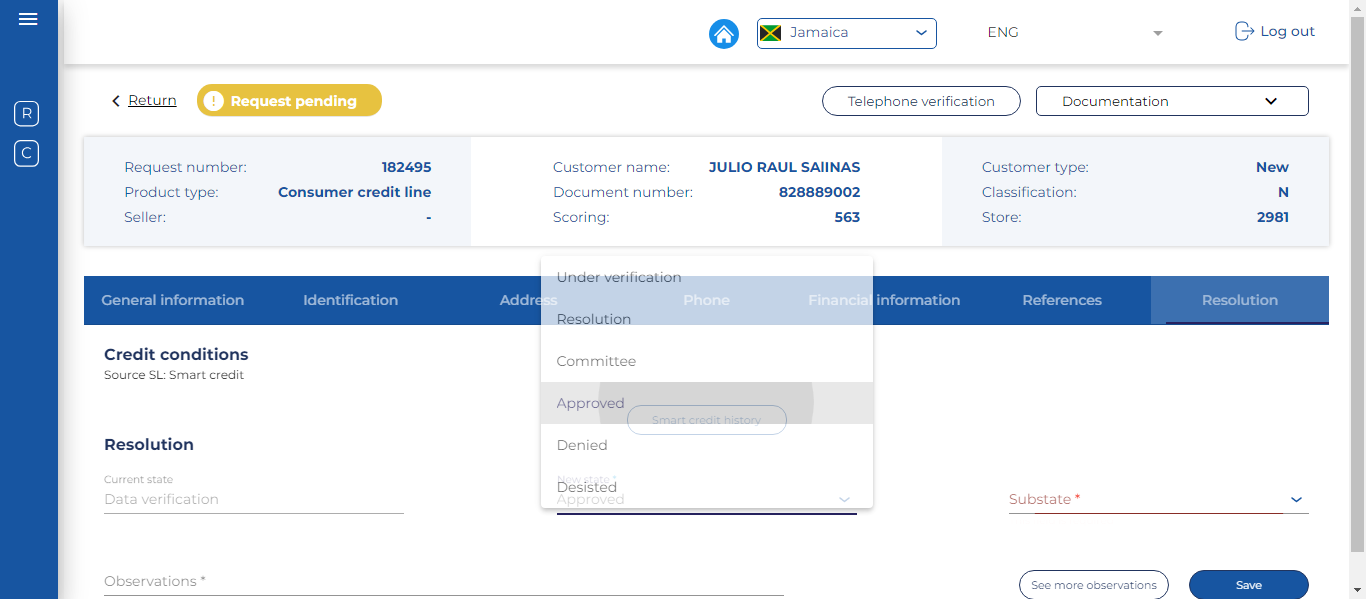 Jamaica
ENG
Log out
R
C
Return
! Request pending
Telephone verification
Documentation
Request number: 182495
Product type: Consumer credit line
Seller: -
Customer name: JULIO RAUL SAlINAS
Document number: 828889002
Scoring: 563
Customer type: New
Classification: N
Store: 2981
General information
Identification
Address
Phone
Financial information
References
Resolution
Under verification
Resolution
Committee
Approved
Denied
Desisted
Credit conditions
Source SL: Smart credit
Smart credit history
Resolution
Current state
Data verification
New state *
Approved
Substate *
Observations *
See more observations
Save